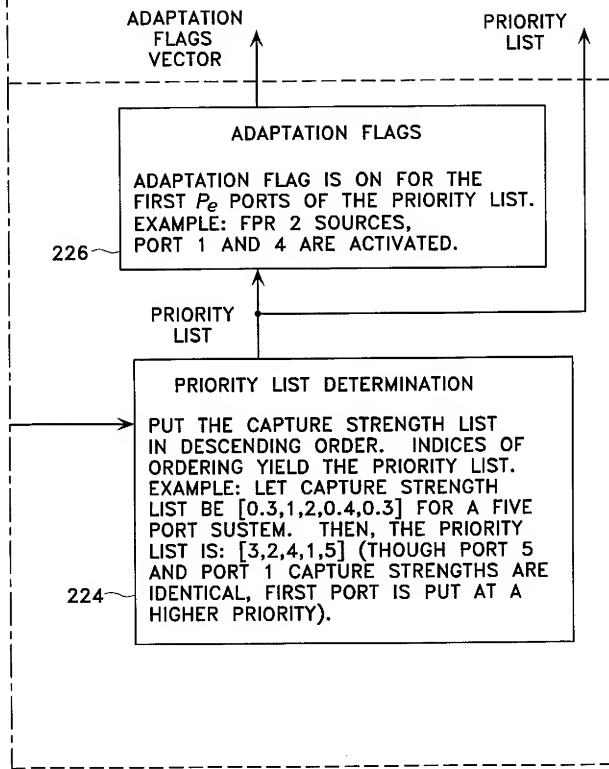 ADAPTATION
FLAGS
VECTOR
PRIORITY
LIST
ADAPTATION FLAGS
ADAPTATION FLAG IS ON FOR THE
FIRST Pe PORTS OF THE PRIORITY LIST.
EXAMPLE: FPR 2 SOURCES,
PORT 1 AND 4 ARE ACTIVATED.
226
PRIORITY
LIST
PRIORITY LIST DETERMINATION
PUT THE CAPTURE STRENGTH LIST
IN DESCENDING ORDER. INDICES OF
ORDERING YIELD THE PRIORITY LIST.
EXAMPLE: LET CAPTURE STRENGTH
LIST BE [0.3,1,2,0.4,0.3] FOR A FIVE
PORT SUSTEM. THEN, THE PRIORITY
LIST IS: [3,2,4,1,5] (THOUGH PORT 5
AND PORT 1 CAPTURE STRENGTHS ARE
IDENTICAL, FIRST PORT IS PUT AT A
HIGHER PRIORITY).
224